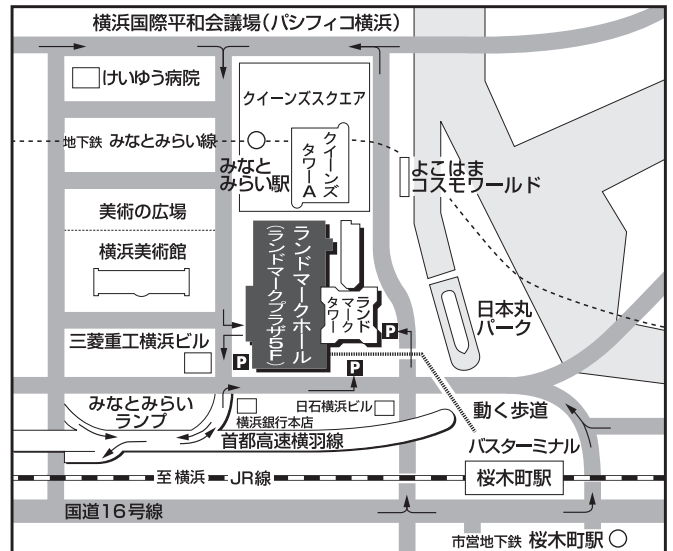 横浜国際平和会議場(パシフィコ横浜)
けいゆう病院
クイーンズスクエア
地下鉄 みなとみらい線
みなと
みらい駅
クイーンズ
タワーA
よこはま
コスモワールド
美術の広場
横浜美術館
ランドマークホール
(ランドマークプラザ5F)
ランド
マーク
タワー
日本丸
パーク
三菱重工横浜ビル
P
P
P
みなとみらい
ランプ
横浜銀行本店
日石横浜ビル
動く歩道
首都高速横羽線
バスターミナル
至横浜
JR線
桜木町駅
国道16号線
市営地下鉄 桜木町駅